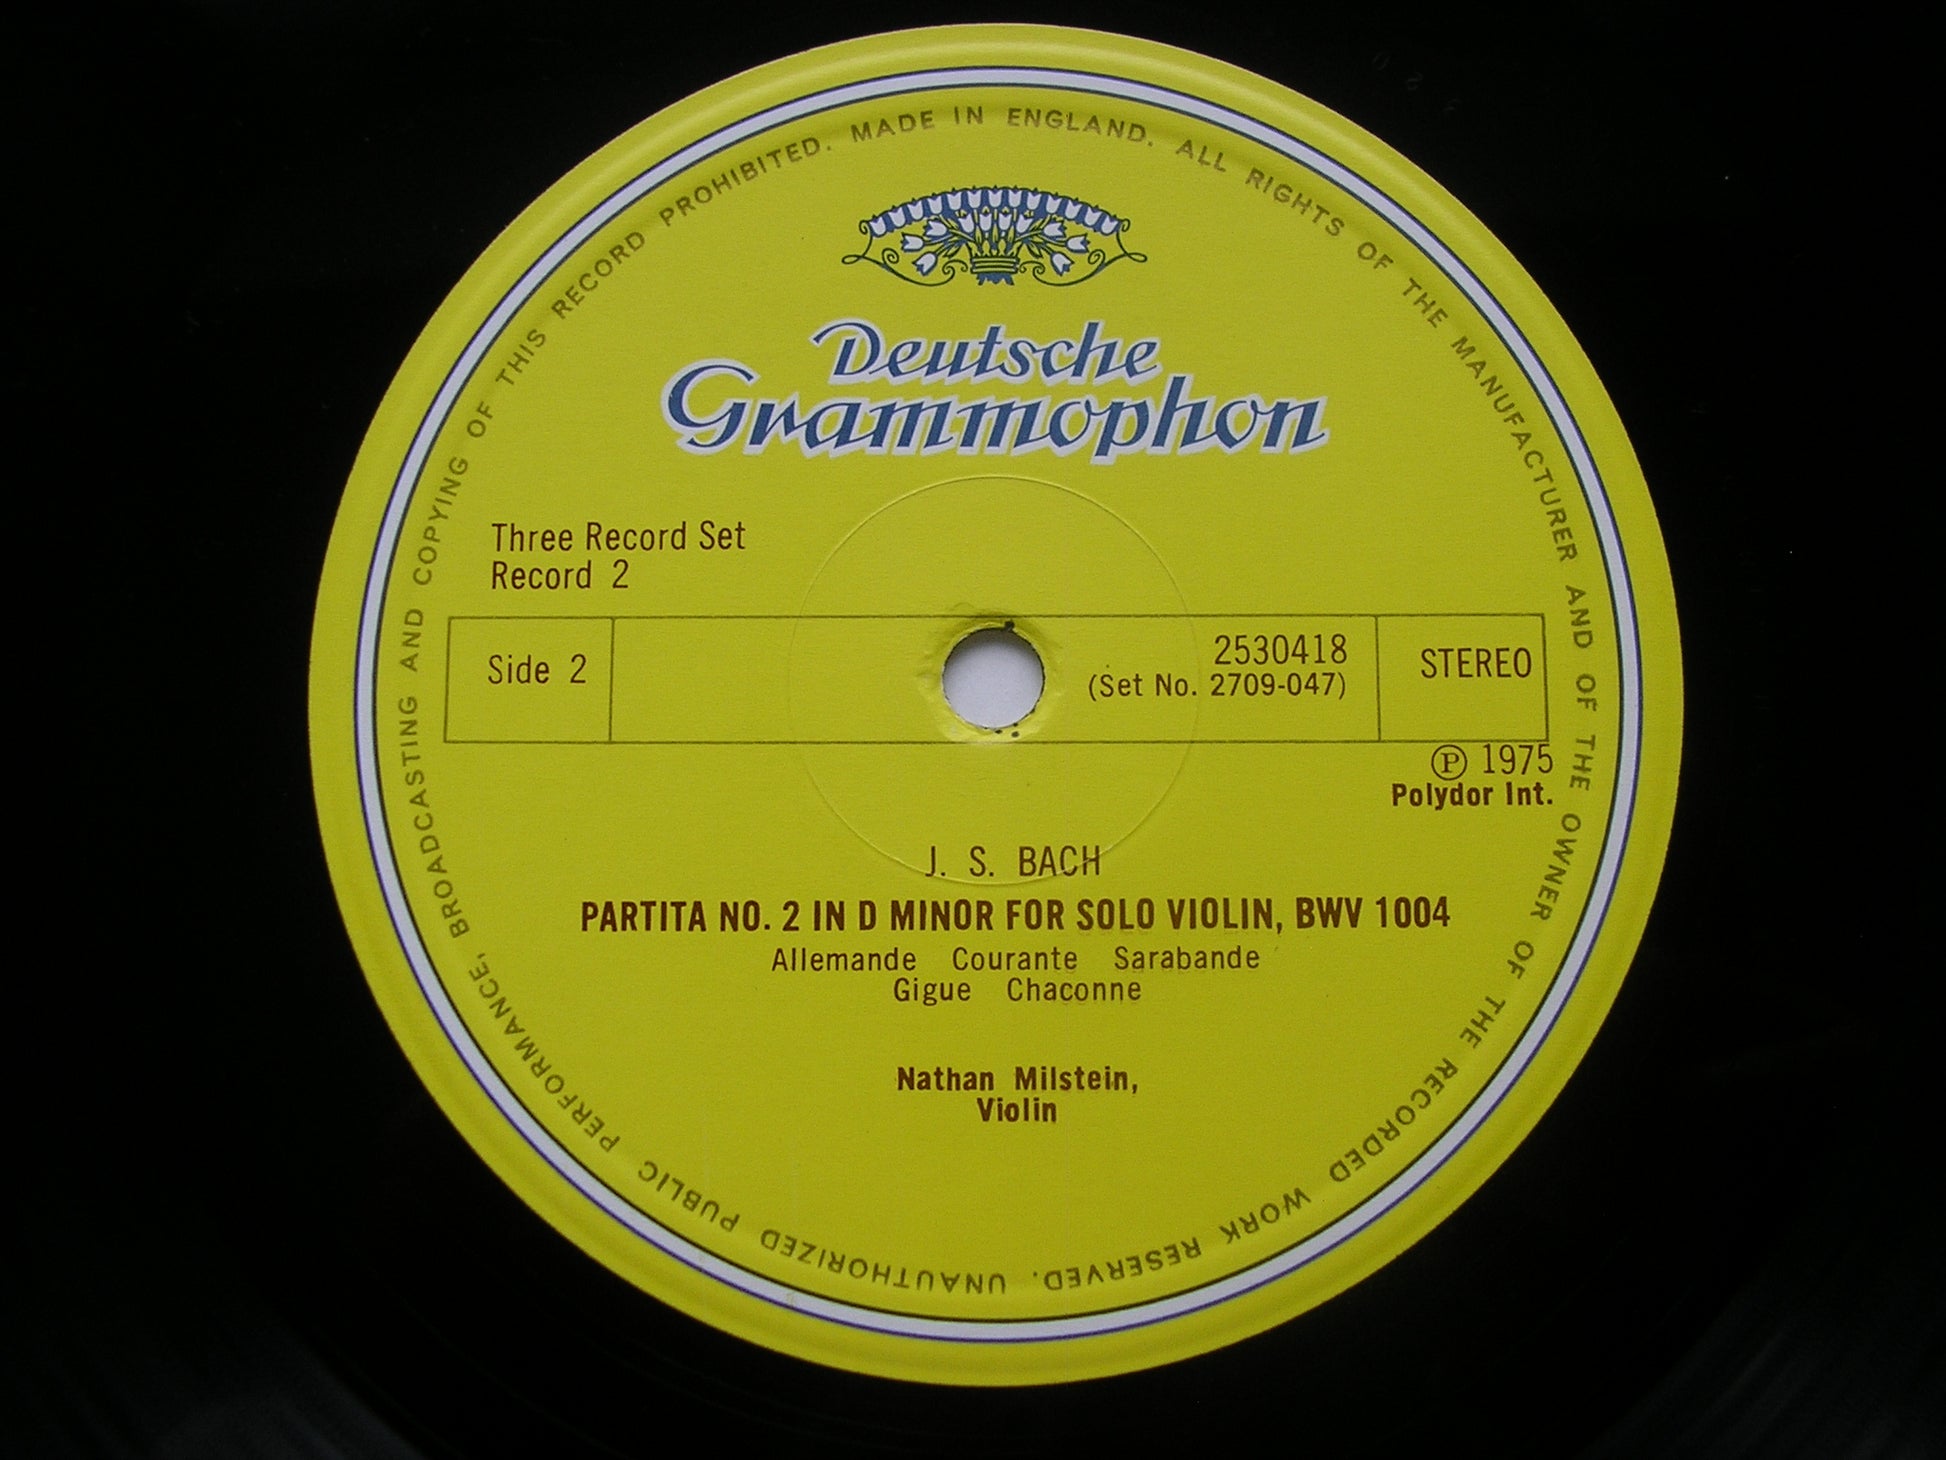 MADE IN ENGLAND. ALL RIGHTS OF THE MANUFACTURER AND OF THE OWNER OF THE RECORDED WORK RESERVED. UNAUTHORIZED PUBLIC PERFORMANCE, BROADCASTING AND COPYING OF THIS RECORD PROHIBITED.
Deutsche
Grammophon
Three Record Set
Record 2
Side 2
2530418
(Set No. 2709-047)
STEREO
Ⓟ 1975
Polydor Int.
J. S. BACH
PARTITA NO. 2 IN D MINOR FOR SOLO VIOLIN, BWV 1004
Allemande Courante Sarabande
Gigue Chaconne
Nathan Milstein,
Violin